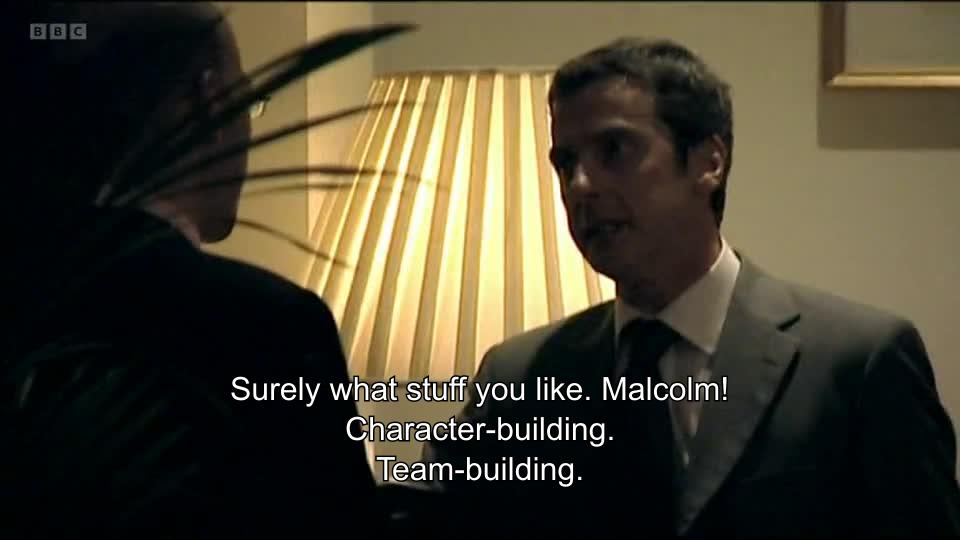 BBC
Surely what stuff you like. Malcolm!
Character-building.
Team-building.